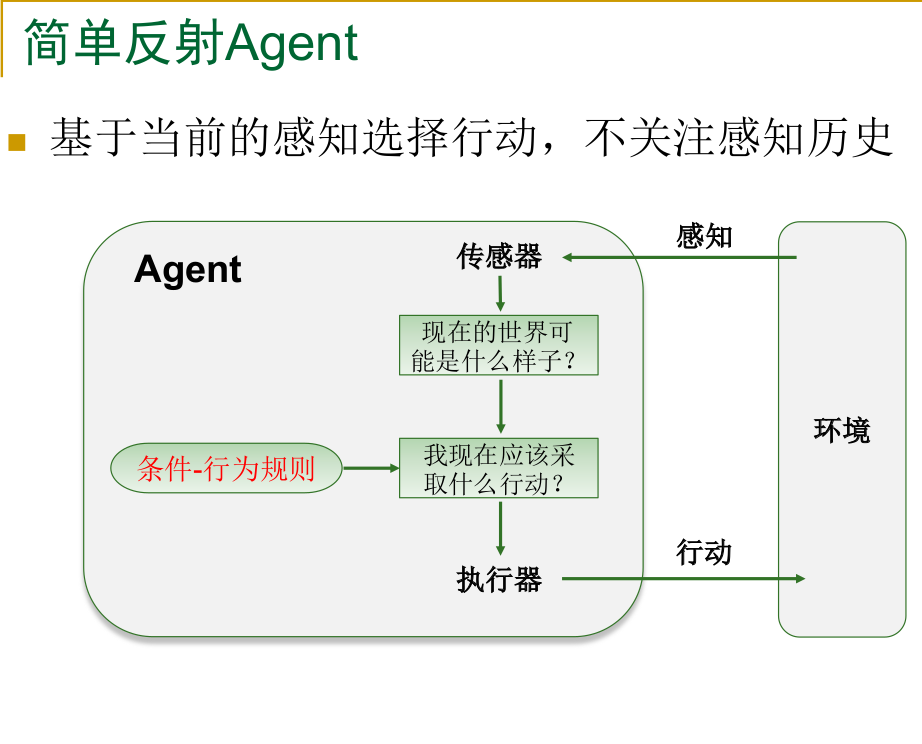 简单反射Agent
基于当前的感知选择行动，不关注感知历史
感知
Agent
传感器
现在的世界可
能是什么样子？
环境
条件-行为规则
我现在应该采
取什么行动？
行动
执行器